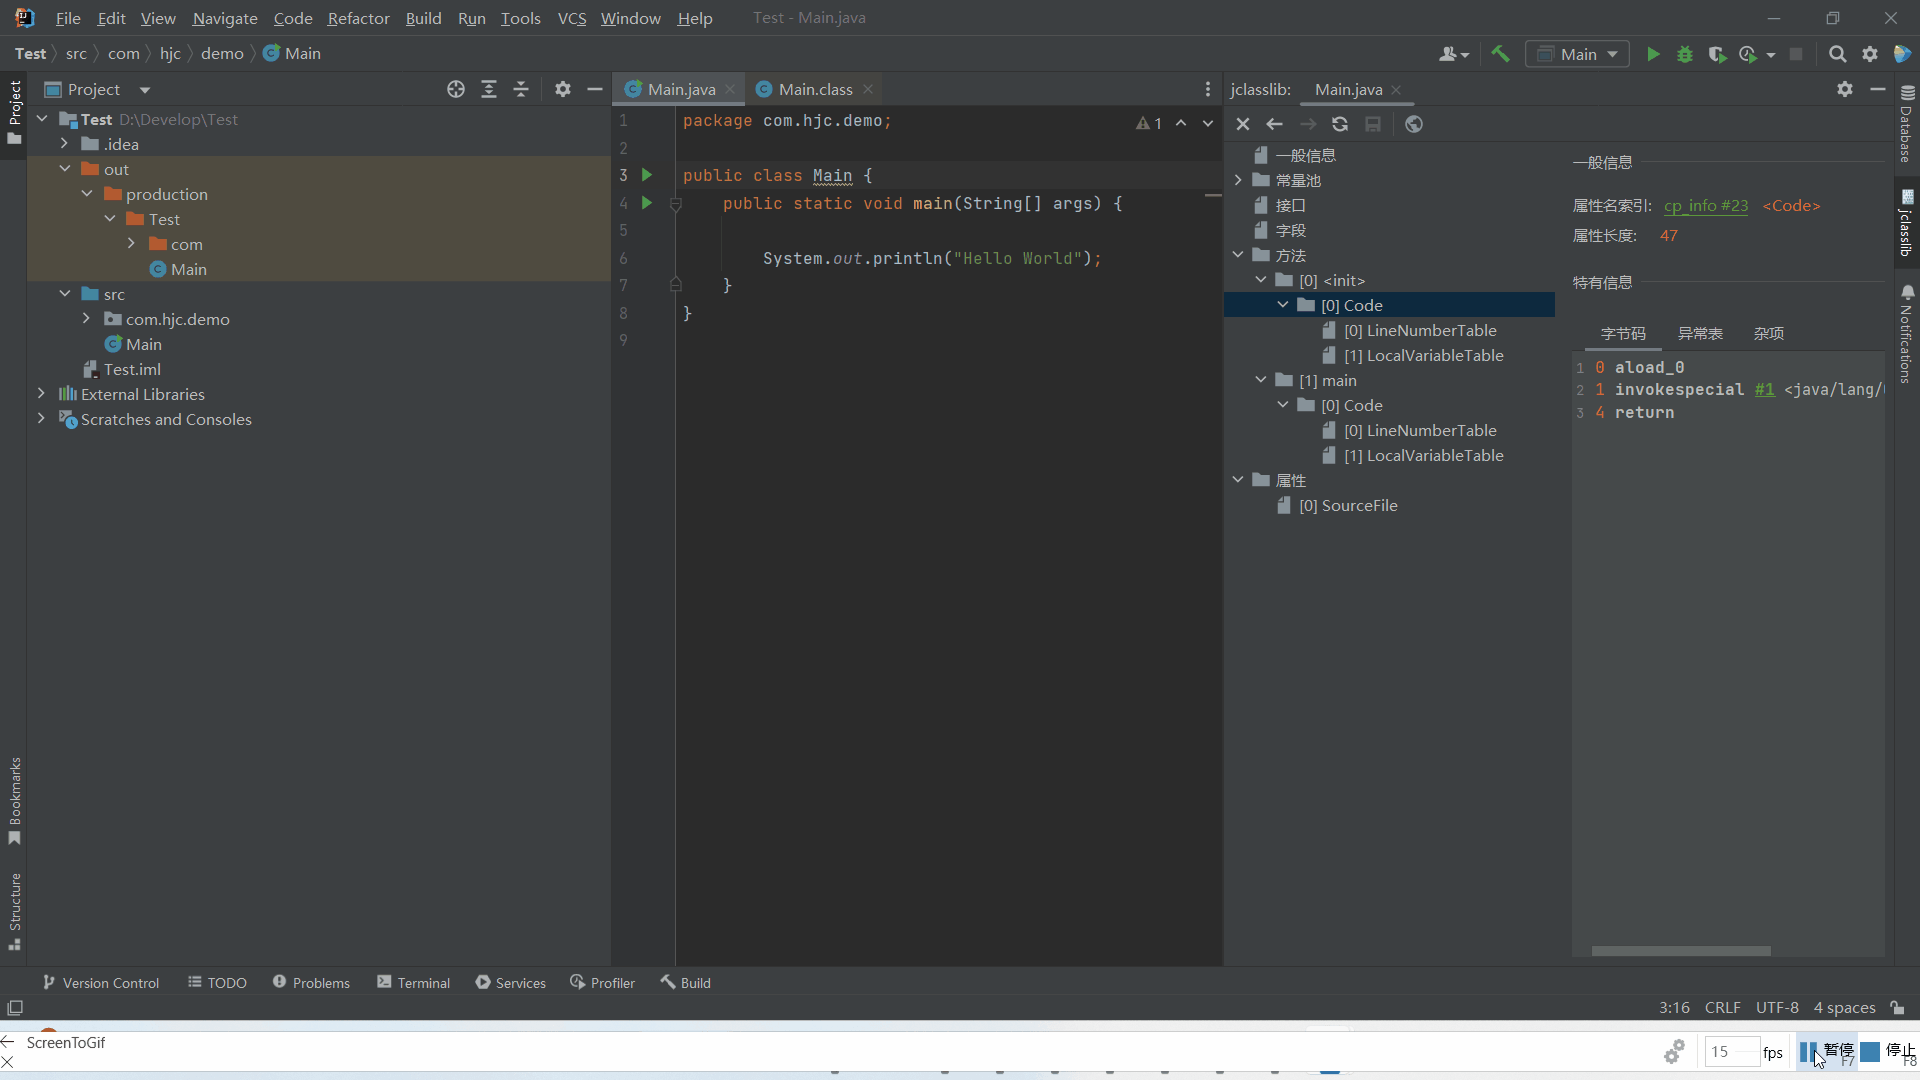 File Edit View Navigate Code Refactor Build Run Tools VCS Window Help Test - Main.java
Test src com hjc demo Main
Main
Project
Project
Test D:\Develop\Test
.idea
out
production
Test
com
Main
src
com.hjc.demo
Main
Test.iml
External Libraries
Scratches and Consoles
Bookmarks
Structure
Main.java Main.class
1 package com.hjc.demo;
1
2
3 public class Main {
4 public static void main(String[] args) {
5
6 System.out.println("Hello World");
7 }
8 }
9
jclasslib: Main.java
一般信息
常量池
接口
字段
方法
[0] <init>
[0] Code
[0] LineNumberTable
[1] LocalVariableTable
[1] main
[0] Code
[0] LineNumberTable
[1] LocalVariableTable
属性
[0] SourceFile
一般信息
属性名索引: cp_info #23 <Code>
属性长度: 47
特有信息
字节码 异常表 杂项
1 0 aload_0
2 1 invokespecial #1 <java/lang/
3 4 return
Database
jclasslib
Notifications
Version Control TODO Problems Terminal Services Profiler Build
3:16 CRLF UTF-8 4 spaces
ScreenToGif
15 fps 暂停 F7 停止 F8